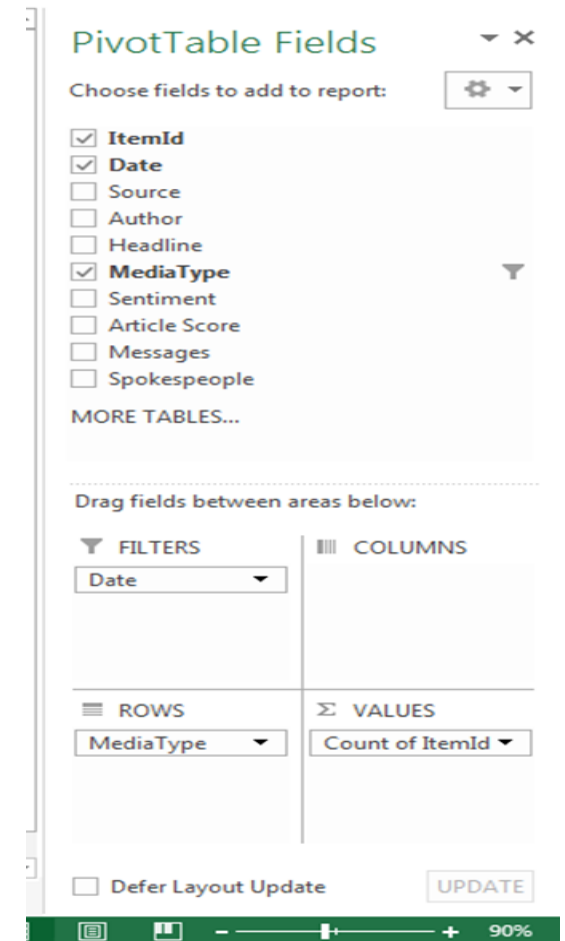 PivotTable Fields
Choose fields to add to report:
ItemId
Date
Source
Author
Headline
MediaType
Sentiment
Article Score
Messages
Spokespeople
MORE TABLES...
Drag fields between areas below:
FILTERS
COLUMNS
Date
ROWS
Σ VALUES
MediaType
Count of ItemId
Defer Layout Update
UPDATE
90%